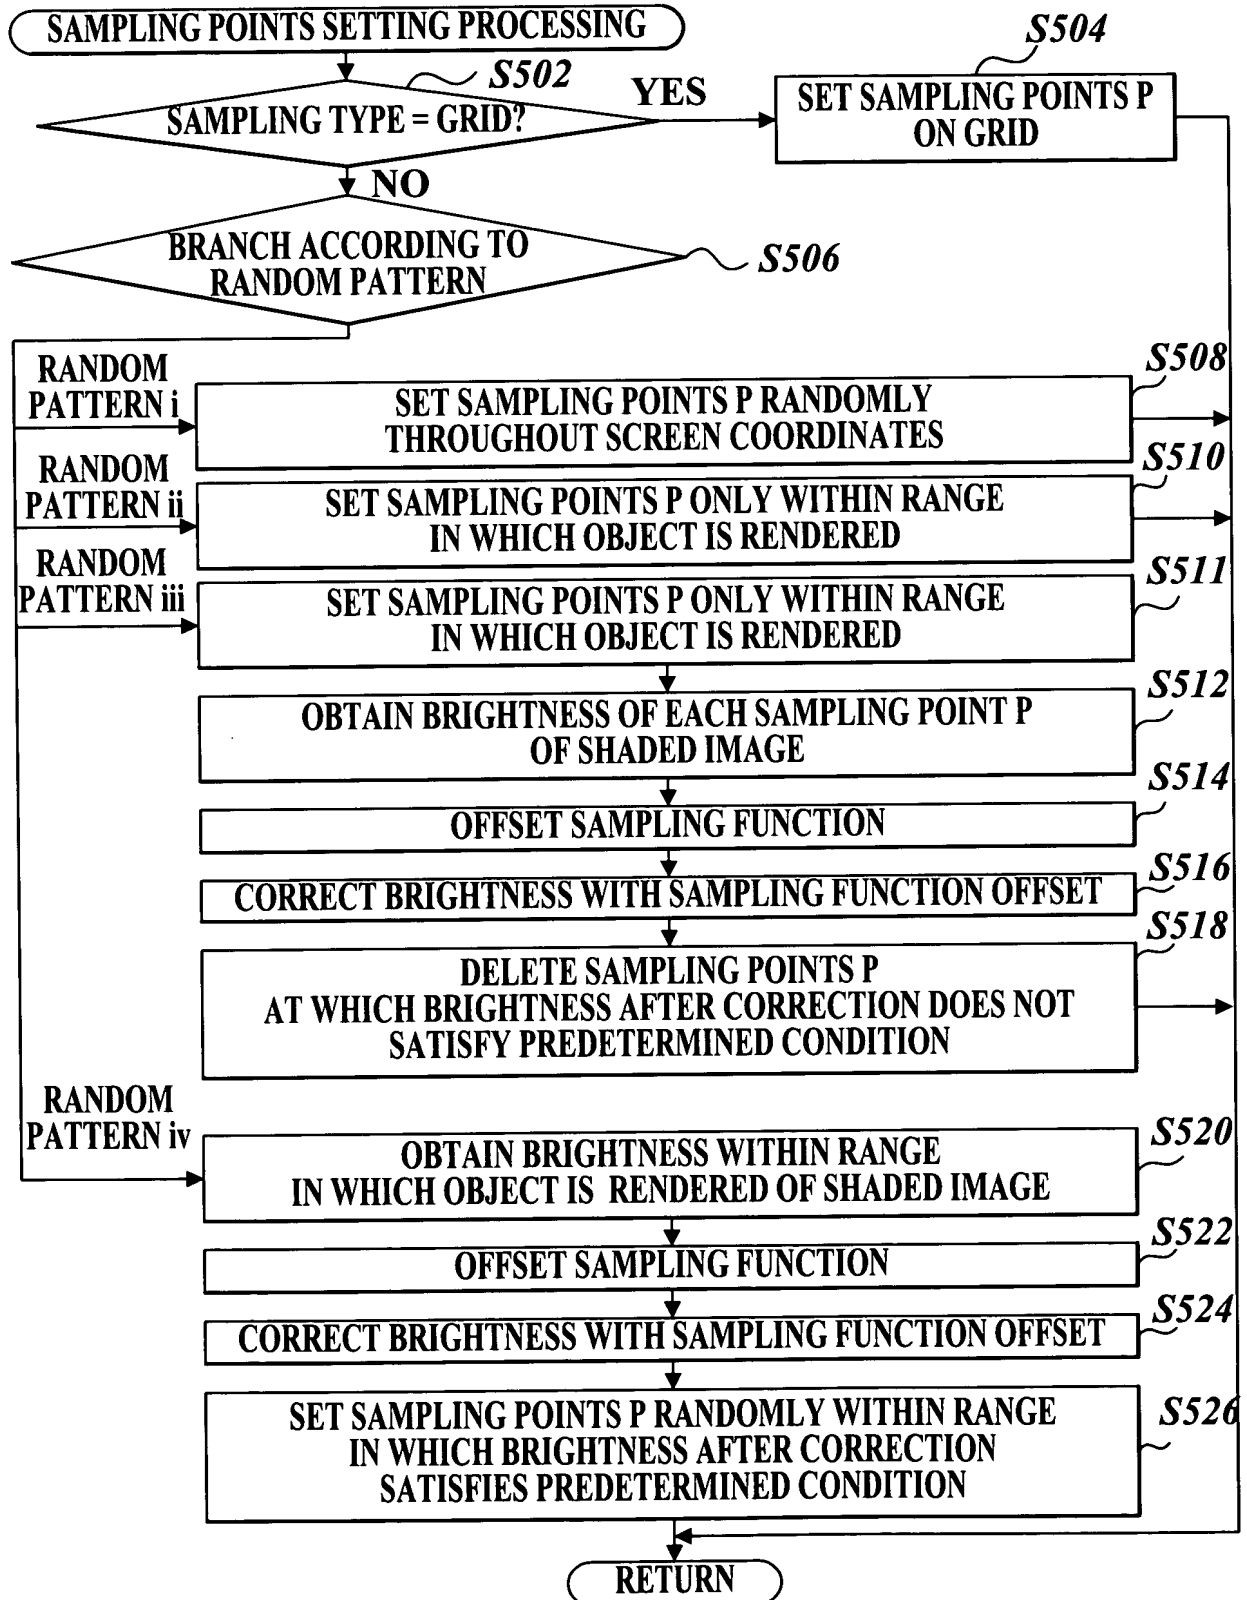 SAMPLING POINTS SETTING PROCESSING
S502
SAMPLING TYPE = GRID?
YES
S504
SET SAMPLING POINTS P
ON GRID
NO
BRANCH ACCORDING TO
RANDOM PATTERN
S506
RANDOM
PATTERN i
S508
SET SAMPLING POINTS P RANDOMLY
THROUGHOUT SCREEN COORDINATES
RANDOM
PATTERN ii
S510
SET SAMPLING POINTS P ONLY WITHIN RANGE
IN WHICH OBJECT IS RENDERED
RANDOM
PATTERN iii
S511
SET SAMPLING POINTS P ONLY WITHIN RANGE
IN WHICH OBJECT IS RENDERED
S512
OBTAIN BRIGHTNESS OF EACH SAMPLING POINT P
OF SHADED IMAGE
S514
OFFSET SAMPLING FUNCTION
S516
CORRECT BRIGHTNESS WITH SAMPLING FUNCTION OFFSET
S518
DELETE SAMPLING POINTS P
AT WHICH BRIGHTNESS AFTER CORRECTION DOES NOT
SATISFY PREDETERMINED CONDITION
RANDOM
PATTERN iv
S520
OBTAIN BRIGHTNESS WITHIN RANGE
IN WHICH OBJECT IS RENDERED OF SHADED IMAGE
S522
OFFSET SAMPLING FUNCTION
S524
CORRECT BRIGHTNESS WITH SAMPLING FUNCTION OFFSET
S526
SET SAMPLING POINTS P RANDOMLY WITHIN RANGE
IN WHICH BRIGHTNESS AFTER CORRECTION
SATISFIES PREDETERMINED CONDITION
RETURN